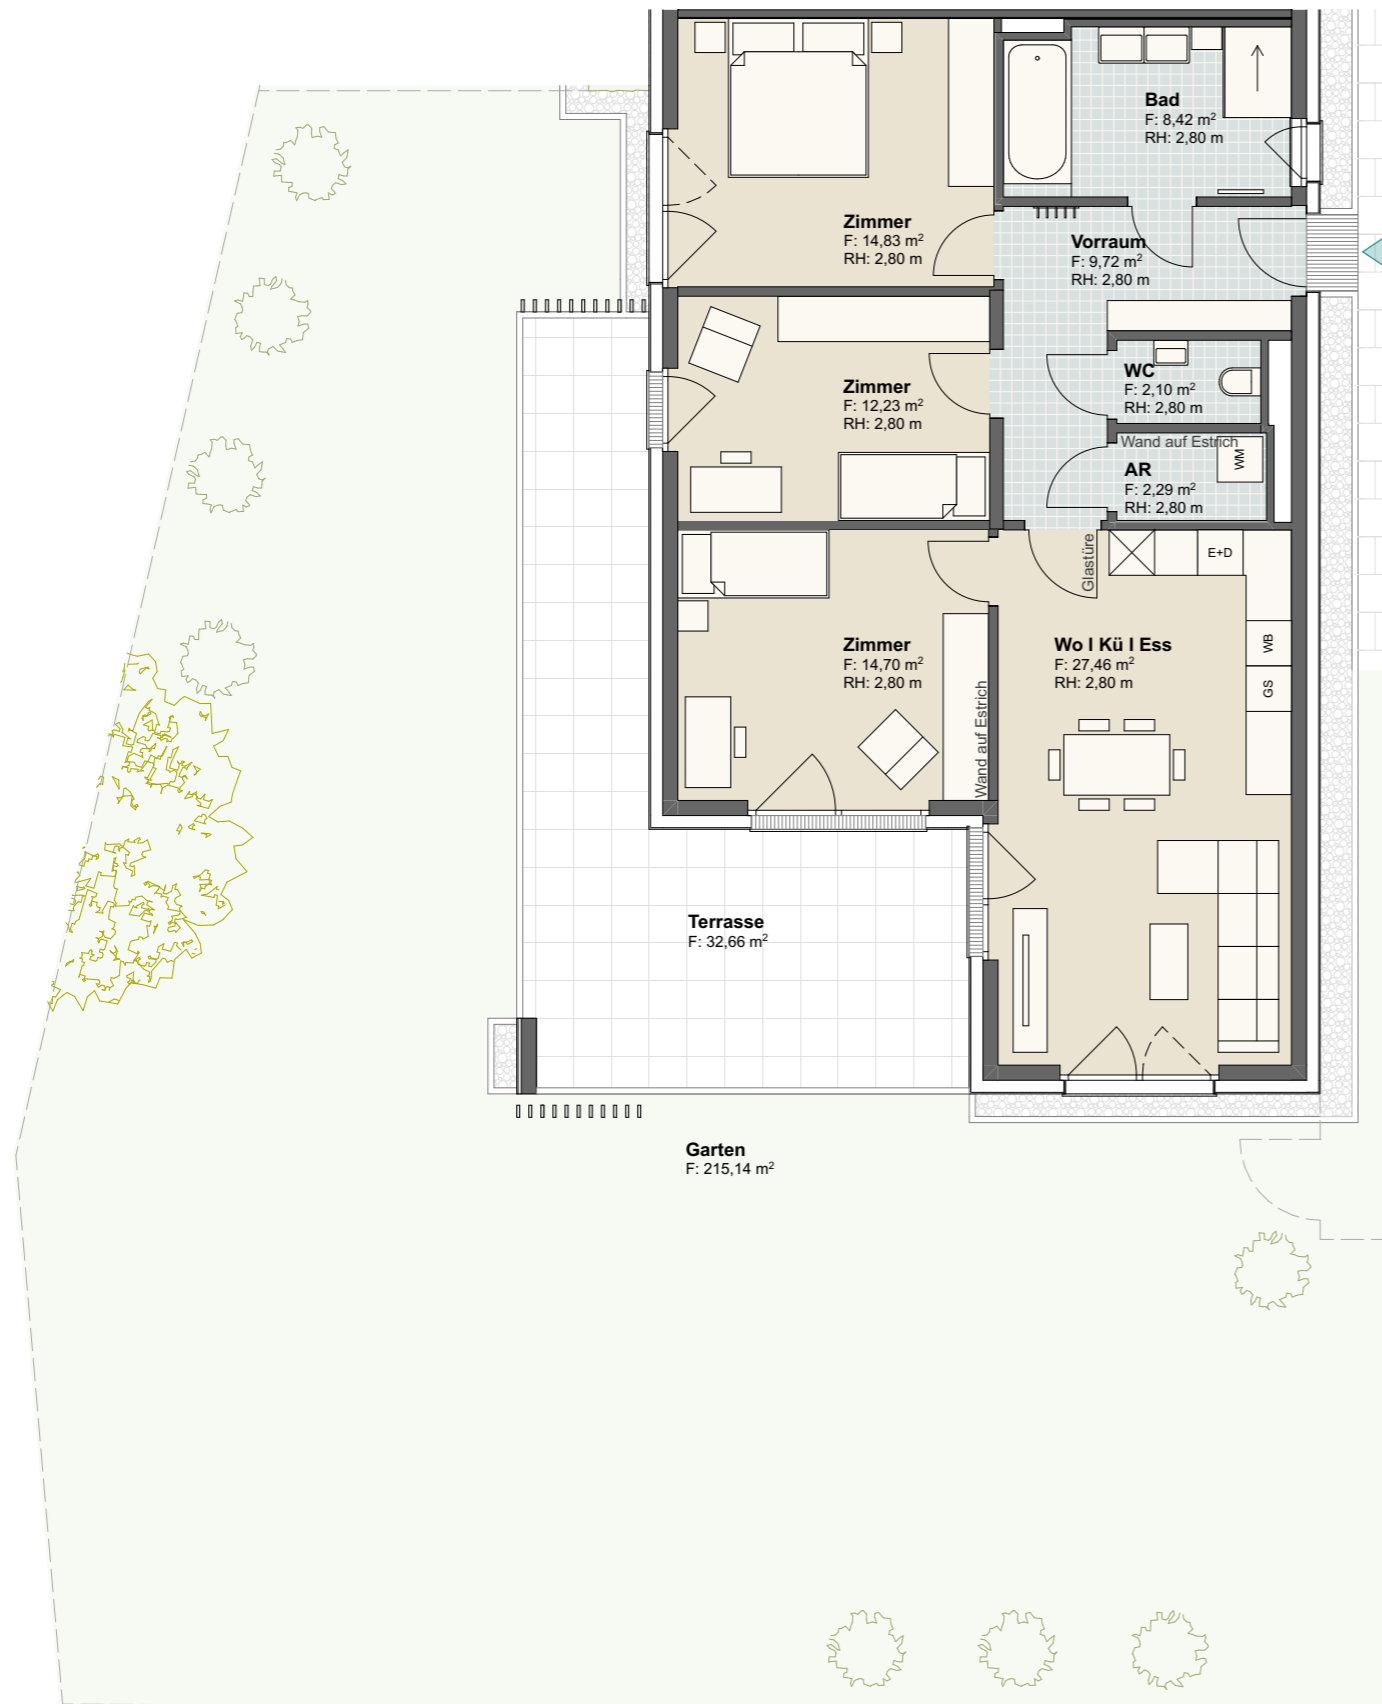 Bad
F: 8,42 m²
RH: 2,80 m
Zimmer
F: 14,83 m²
RH: 2,80 m
Vorraum
F: 9,72 m²
RH: 2,80 m
Zimmer
F: 12,23 m²
RH: 2,80 m
WC
F: 2,10 m²
RH: 2,80 m
Wand auf Estrich
AR
F: 2,29 m²
RH: 2,80 m
WM
Glastüre
E+D
Zimmer
F: 14,70 m²
RH: 2,80 m
Wand auf Estrich
Wo I Kü I Ess
F: 27,46 m²
RH: 2,80 m
WB
GS
Terrasse
F: 32,66 m²
Garten
F: 215,14 m²